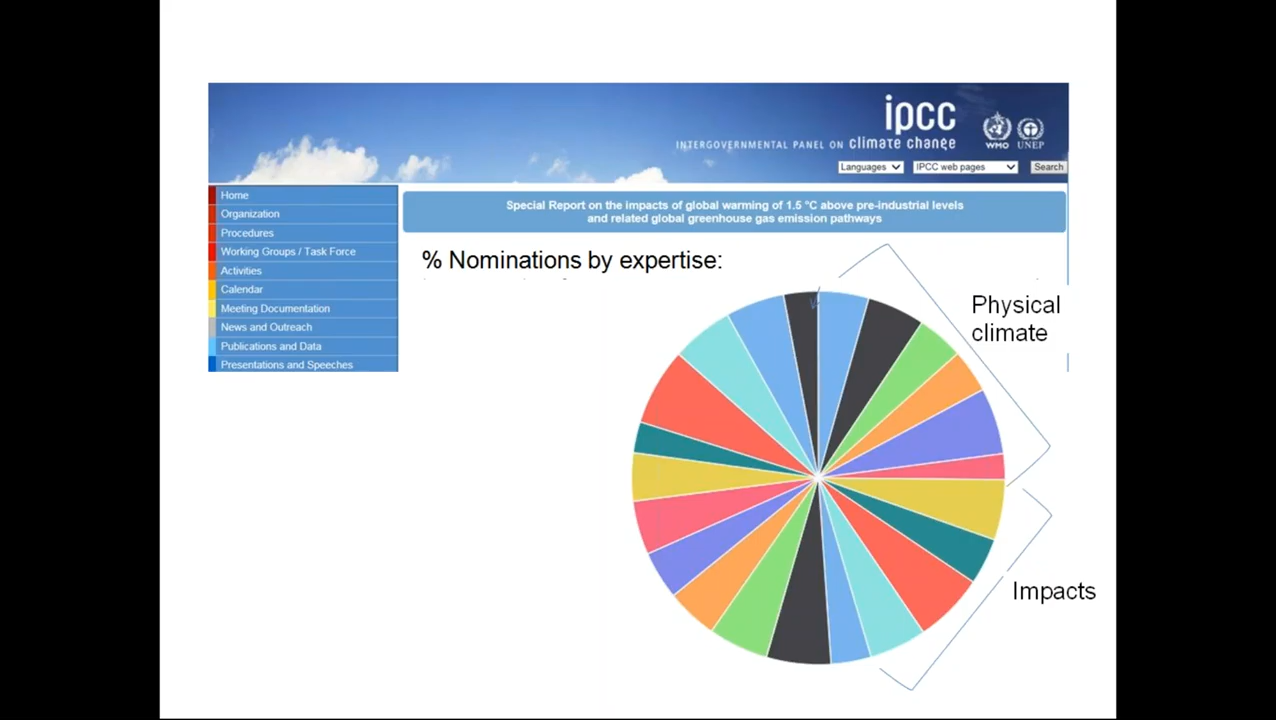 ipcc
INTERGOVERNMENTAL PANEL ON climate change
WMO
UNEP
Languages
IPCC web pages
Search
Home
Organization
Procedures
Working Groups / Task Force
Activities
Calendar
Meeting Documentation
News and Outreach
Publications and Data
Presentations and Speeches
Special Report on the impacts of global warming of 1.5 °C above pre-industrial levels
and related global greenhouse gas emission pathways
% Nominations by expertise:
Physical
climate
Impacts